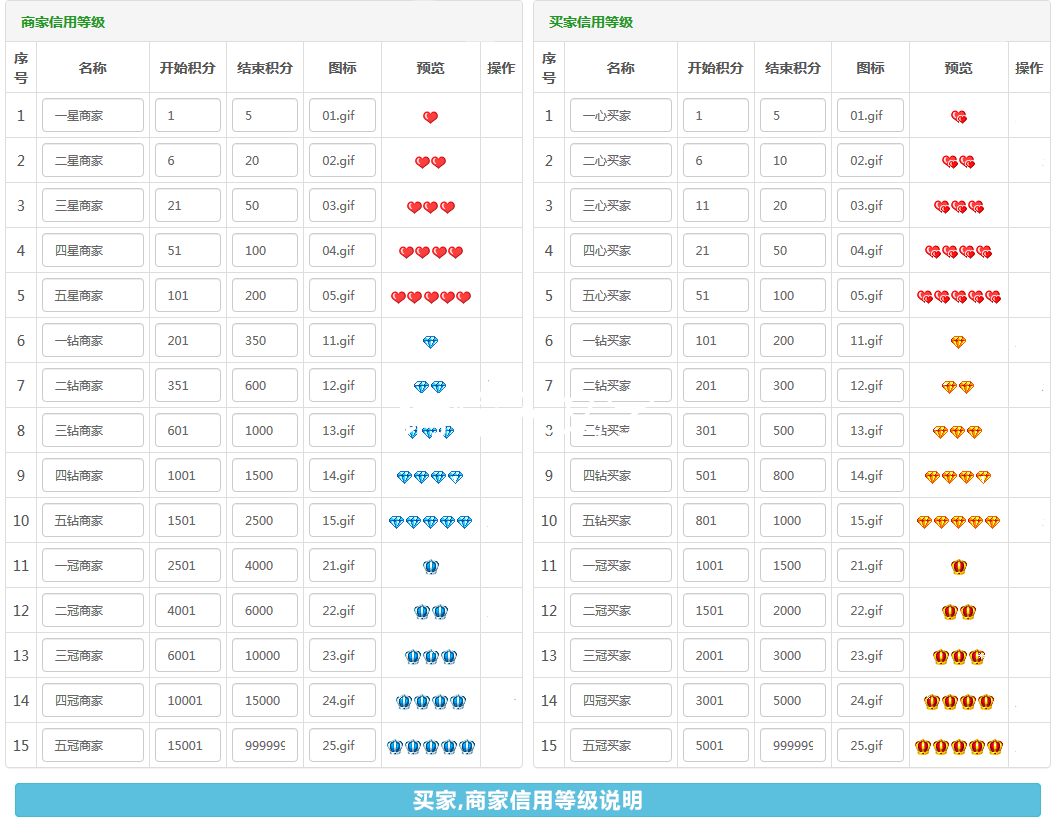 商家信用等级
序号 名称 开始积分 结束积分 图标 预览 操作
1 一星商家 1 5 01.gif
2 二星商家 6 20 02.gif
3 三星商家 21 50 03.gif
4 四星商家 51 100 04.gif
5 五星商家 101 200 05.gif
6 一钻商家 201 350 11.gif
7 二钻商家 351 600 12.gif
8 三钻商家 601 1000 13.gif
9 四钻商家 1001 1500 14.gif
10 五钻商家 1501 2500 15.gif
11 一冠商家 2501 4000 21.gif
12 二冠商家 4001 6000 22.gif
13 三冠商家 6001 10000 23.gif
14 四冠商家 10001 15000 24.gif
15 五冠商家 15001 999999 25.gif
买家信用等级
序号 名称 开始积分 结束积分 图标 预览 操作
1 一心买家 1 5 01.gif
2 二心买家 6 10 02.gif
3 三心买家 11 20 03.gif
4 四心买家 21 50 04.gif
5 五心买家 51 100 05.gif
6 一钻买家 101 200 11.gif
7 二钻买家 201 300 12.gif
8 三钻买家 301 500 13.gif
9 四钻买家 501 800 14.gif
10 五钻买家 801 1000 15.gif
11 一冠买家 1001 1500 21.gif
12 二冠买家 1501 2000 22.gif
13 三冠买家 2001 3000 23.gif
14 四冠买家 3001 5000 24.gif
15 五冠买家 5001 999999 25.gif
买家,商家信用等级说明